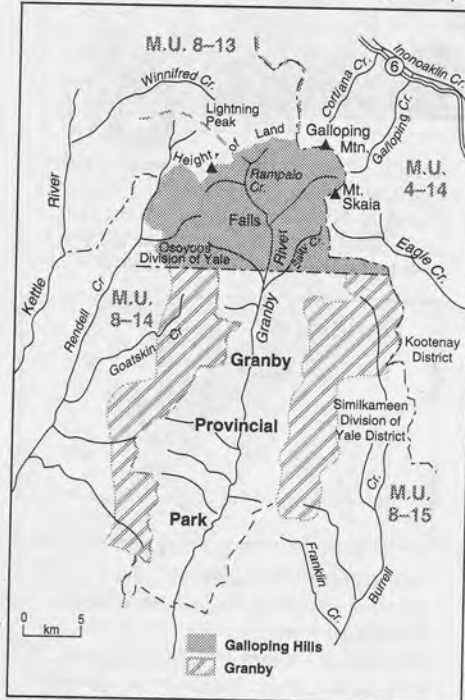 M.U. 8–13
Winnifred Cr.
Lightning
Peak
Height of Land
Cortiana Cr.
6
Inonoaklin Cr.
Galloping
Mtn.
Galloping Cr.
M.U.
4–14
River
Kettle
Rampalo
Cr.
Mt.
Skaia
Falls
Eagle Cr.
Osoyoos
Division of Yale
River
Granby
Cr.
M.U.
8–14
Rendell Cr
Goatskin Cr
Kootenay
District
Granby
Provincial
Park
Similkameen
Division of
Yale District
M.U.
8–15
Franklin
Cr.
Burrell
Cr.
0 5
km
Galloping Hills
Granby